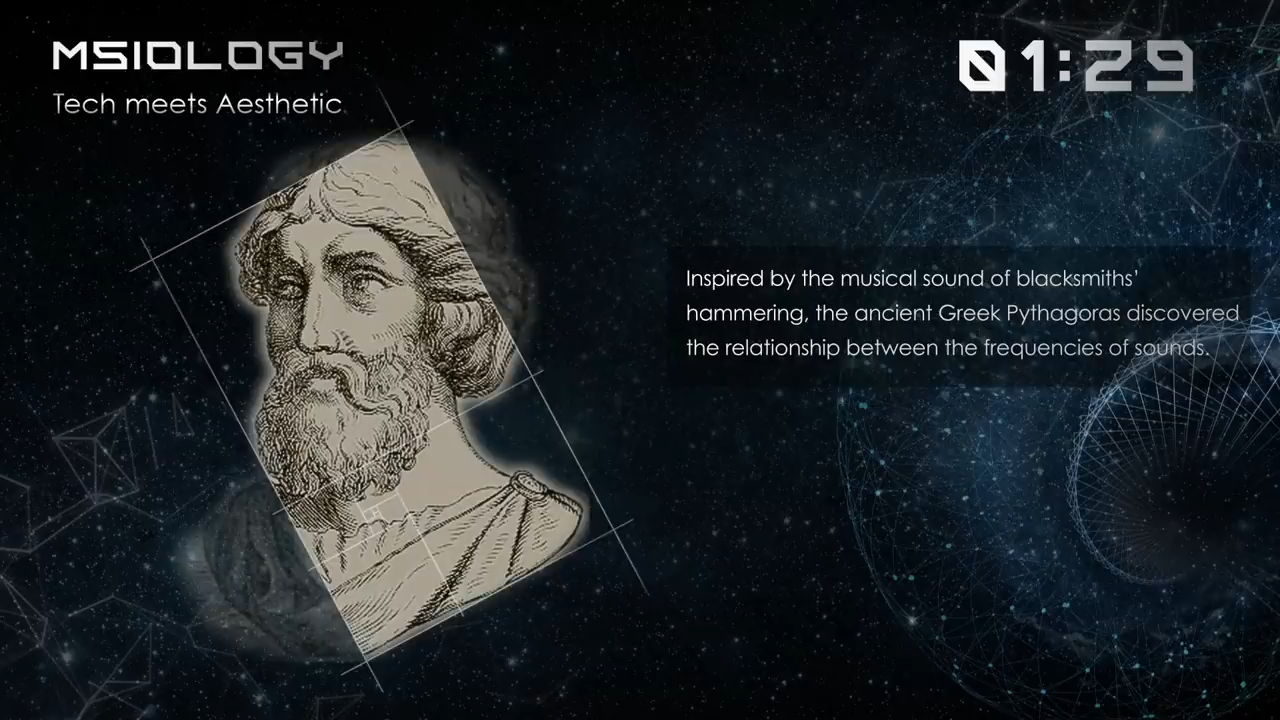 MSIOLOGY
Tech meets Aesthetic
01:29
Inspired by the musical sound of blacksmiths’
hammering, the ancient Greek Pythagoras discovered
the relationship between the frequencies of sounds.